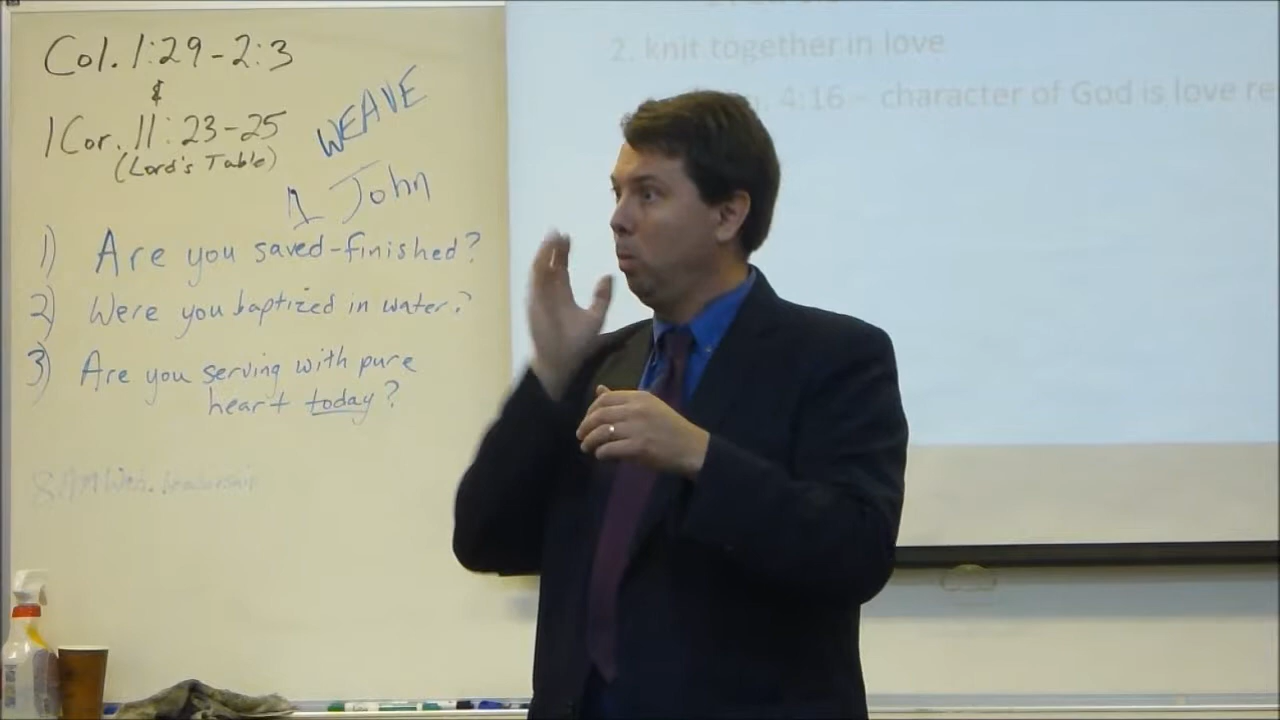 Col. 1:29-2:3
&
1 Cor. 11:23-25
(Lord's Table)
WEAVE
1 John
1) Are you saved-finished?
2) Were you baptized in water?
3) Are you serving with pure
heart today?
2. knit together in love
4:16 – character of God is love